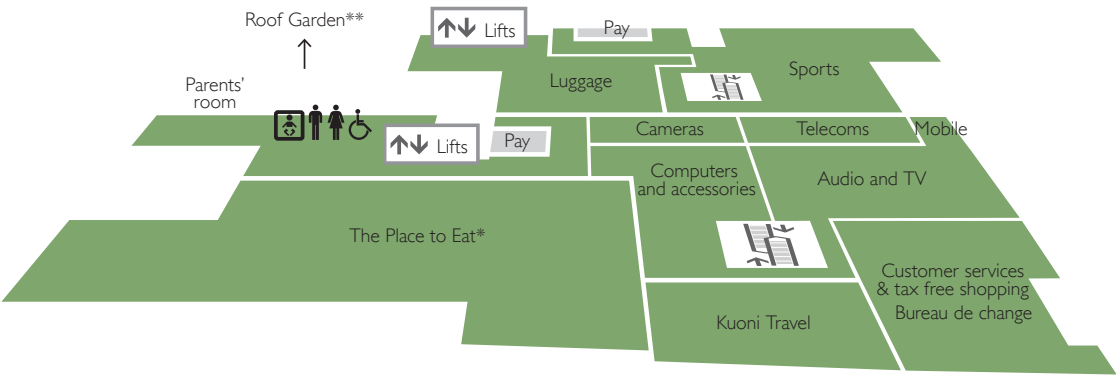 Roof Garden**
Lifts
Pay
Sports
Luggage
Parents'
room
Cameras
Telecoms
Mobile
Lifts
Pay
Computers
and accessories
Audio and TV
The Place to Eat*
Customer services
& tax free shopping
Bureau de change
Kuoni Travel